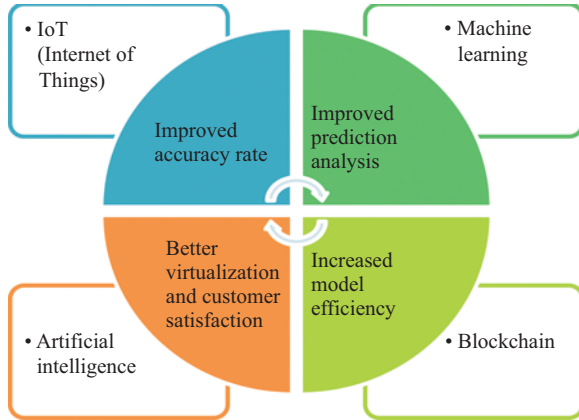 • IoT
(Internet of
Things)
• Machine
learning
Improved
accuracy rate
Improved
prediction
analysis
Better
virtualization
and customer
satisfaction
Increased
model
efficiency
• Artificial
intelligence
• Blockchain